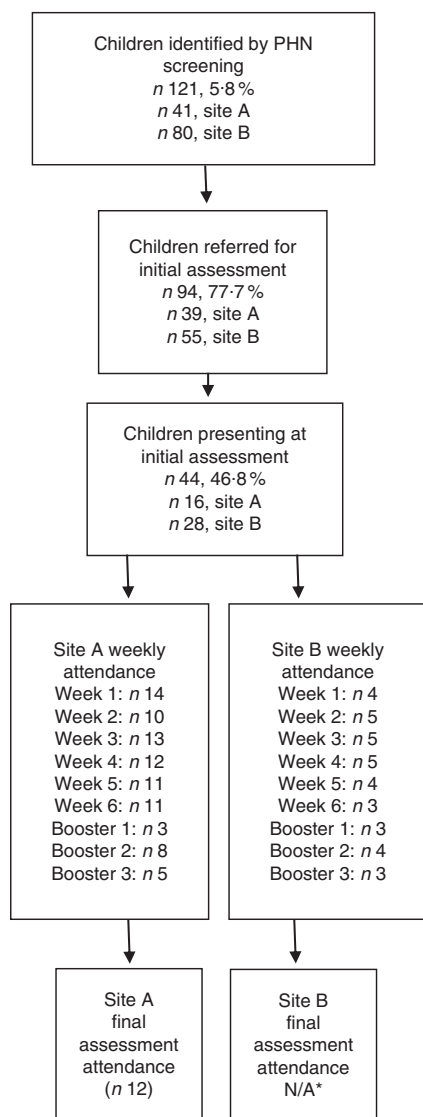 Children identified by PHN
screening
n 121, 5·8 %
n 41, site A
n 80, site B
Children referred for
initial assessment
n 94, 77·7 %
n 39, site A
n 55, site B
Children presenting at
initial assessment
n 44, 46·8 %
n 16, site A
n 28, site B
Site A weekly
attendance
Week 1: n 14
Week 2: n 10
Week 3: n 13
Week 4: n 12
Week 5: n 11
Week 6: n 11
Booster 1: n 3
Booster 2: n 8
Booster 3: n 5
Site B weekly
attendance
Week 1: n 4
Week 2: n 5
Week 3: n 5
Week 4: n 5
Week 5: n 4
Week 6: n 3
Booster 1: n 3
Booster 2: n 4
Booster 3: n 3
Site A
final
assessment
attendance
(n 12)
Site B
final
assessment
attendance
N/A*